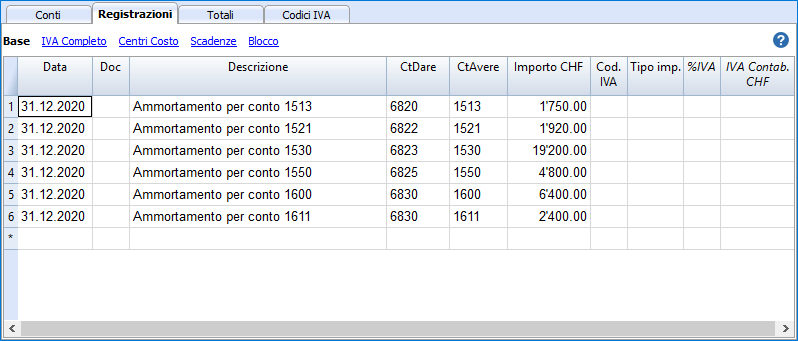 Conti Registrazioni Totali Codici IVA
Base IVA Completo Centri Costo Scadenze Blocco ?
Data Doc Descrizione CtDare CtAvere Importo CHF Cod. IVA Tipo imp. %IVA IVA Contab. CHF
1 31.12.2020 Ammortamento per conto 1513 6820 1513 1'750.00
2 31.12.2020 Ammortamento per conto 1521 6822 1521 1'920.00
3 31.12.2020 Ammortamento per conto 1530 6823 1530 19'200.00
4 31.12.2020 Ammortamento per conto 1550 6825 1550 4'800.00
5 31.12.2020 Ammortamento per conto 1600 6830 1600 6'400.00
6 31.12.2020 Ammortamento per conto 1611 6830 1611 2'400.00
*